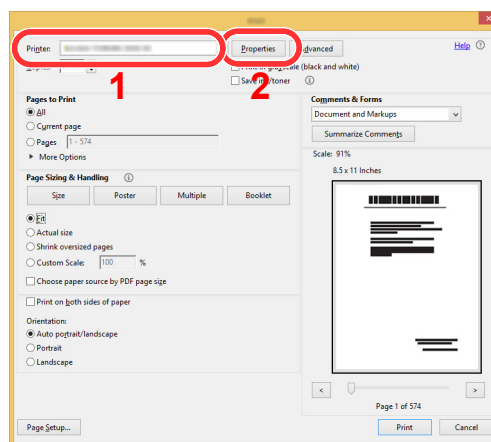 Printer:
Properties
Advanced
Help
1
2
(black and white)
Save ink/toner
Pages to Print
All
Current page
Pages 1 - 574
More Options
Comments & Forms
Document and Markups
Summarize Comments
Scale: 91%
8.5 x 11 Inches
Page Sizing & Handling
Size Poster Multiple Booklet
Fit
Actual size
Shrink oversized pages
Custom Scale: 100 %
Choose paper source by PDF page size
Print on both sides of paper
Orientation:
Auto portrait/landscape
Portrait
Landscape
< >
Page 1 of 574
Page Setup...
Print
Cancel